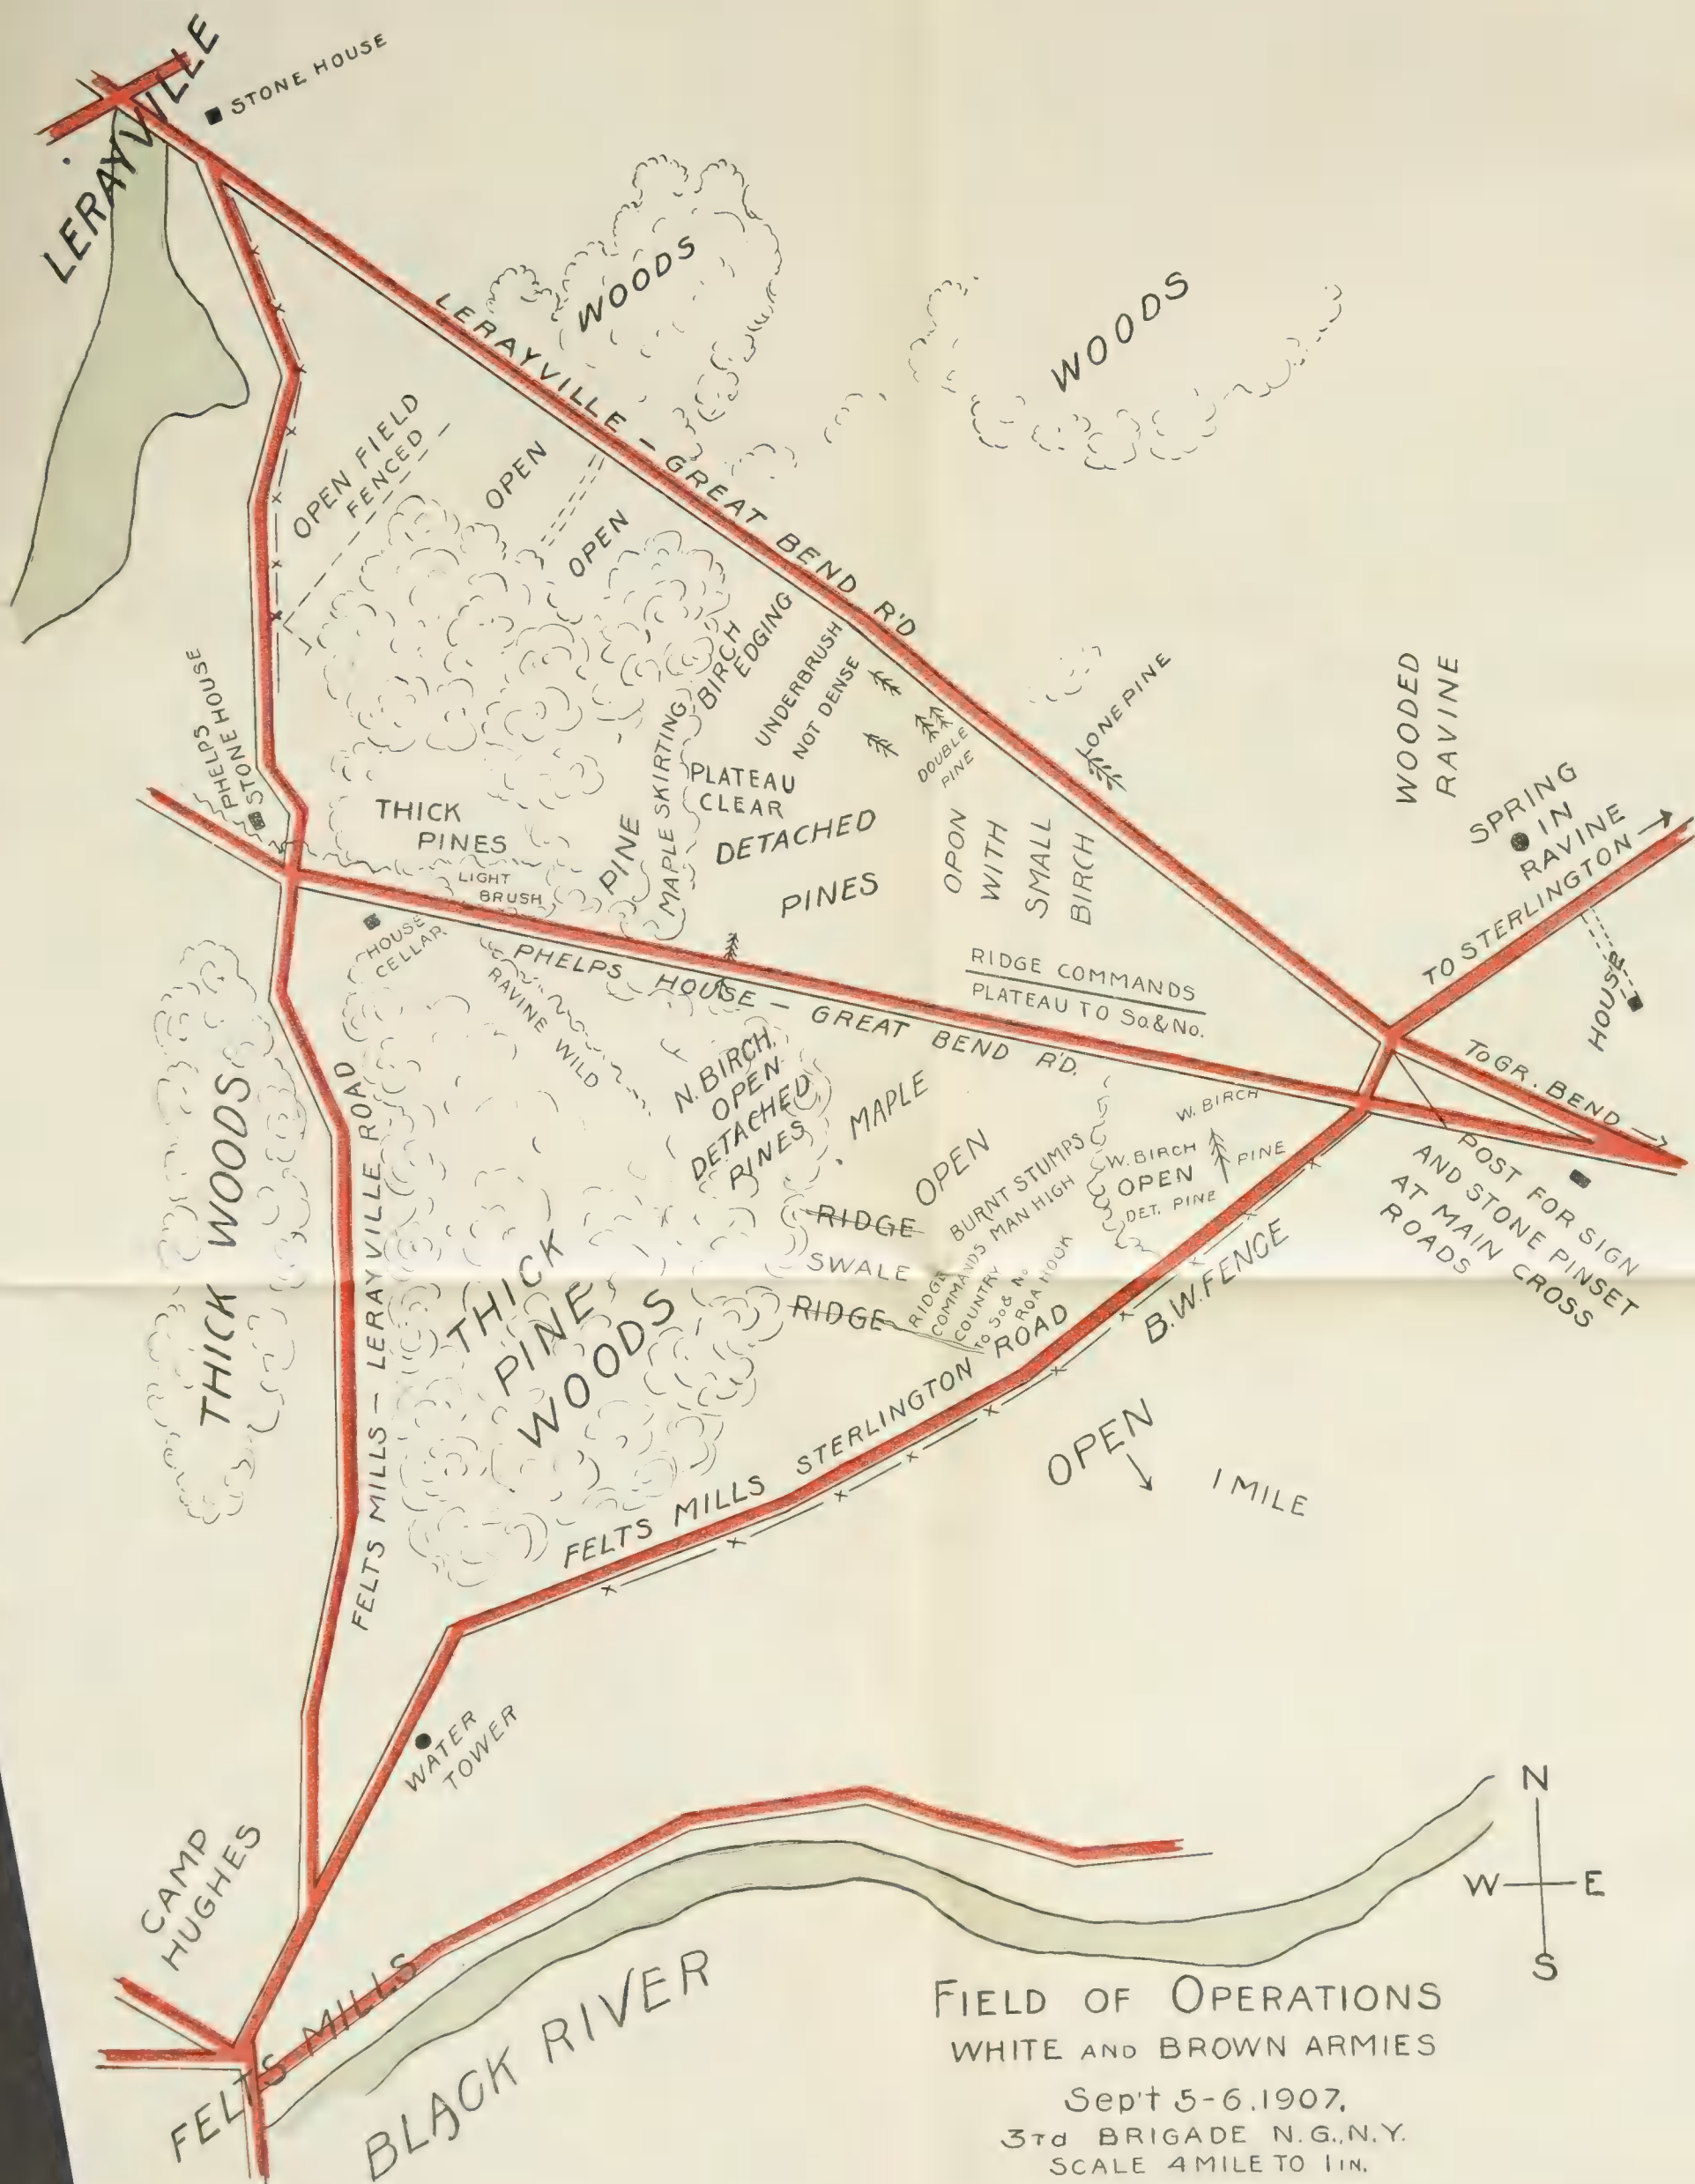 LERAYVILLE
STONE HOUSE
WOODS
WOODS
LERAYVILLE - GREAT BEND R'D
OPEN FIELD
FENCED
OPEN
OPEN
BIRCH
EDGING
UNDERBRUSH
NOT DENSE
DOUBLE
PINE
LONE PINE
WOODED
RAVINE
SPRING
IN
RAVINE
TO STERLINGTON
HOUSE
PHELPS
STONE HOUSE
THICK
PINES
LIGHT
BRUSH
PINE
MAPLE SKIRTING
PLATEAU
CLEAR
DETACHED
PINES
OPON
WITH
SMALL
BIRCH
HOUSE
CELLAR
RAVINE WILD
PHELPS HOUSE - GREAT BEND R'D.
RIDGE COMMANDS
PLATEAU TO So.& No.
To GR. BEND
POST FOR SIGN
AND STONE PINSET
AT MAIN CROSS
ROADS
N. BIRCH.
OPEN
DETACHED
PINES
MAPLE
OPEN
W. BIRCH
W. BIRCH
OPEN
DET. PINE
PINE
BURNT STUMPS
MAN HIGH
RIDGE
SWALE
RIDGE
RIDGE
COMMANDS
COUNTRY
TO So & No
ROA HOOK
THICK WOODS
FELTS MILLS - LERAYVILLE ROAD
THICK
PINE
WOODS
FELTS MILLS STERLINGTON ROAD
B.W. FENCE
OPEN
1 MILE
WATER
TOWER
CAMP
HUGHES
FELTS MILLS
BLACK RIVER
N
W E
S
FIELD OF OPERATIONS
WHITE AND BROWN ARMIES
Sep't 5-6.1907.
3rd BRIGADE N.G.,N.Y.
SCALE 4 MILE TO 1 IN.